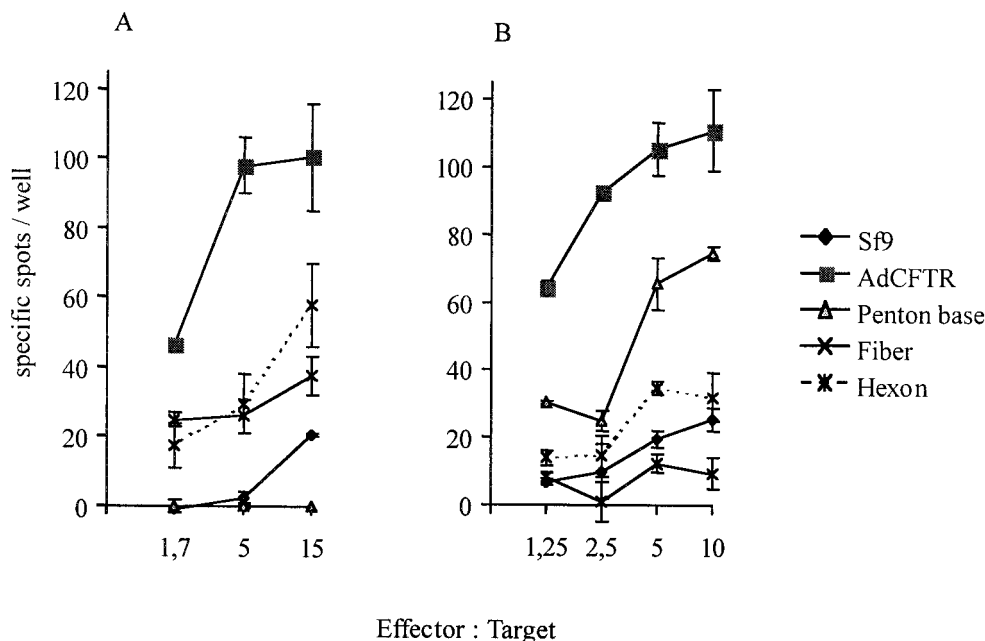 A
B
specific spots / well
120
100
80
60
40
20
0
1,7
5
15
120
100
80
60
40
20
0
1,25
2,5
5
10
Sf9
AdCFTR
Penton base
Fiber
Hexon
Effector : Target